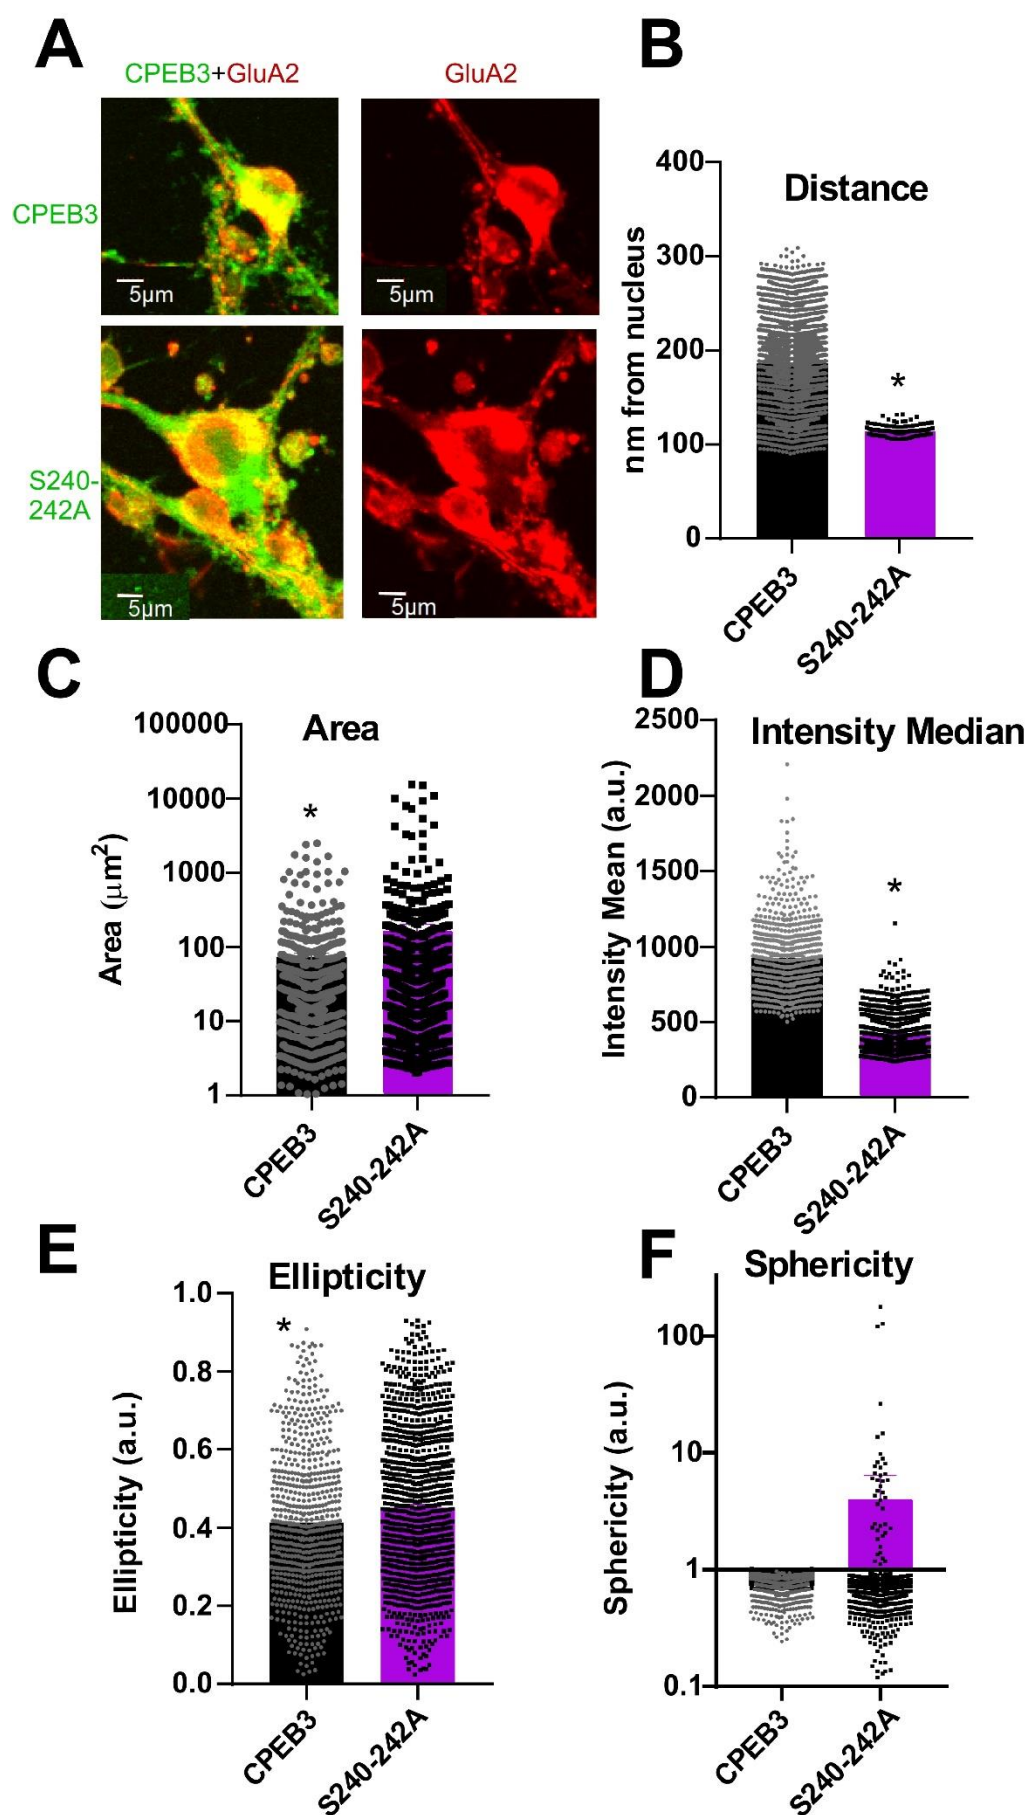 A
CPEB3+GluA2
GluA2
CPEB3
5μm
5μm
S240-
242A
5μm
5μm
B
Distance
nm from nucleus
400
300
200
100
0
*
CPEB3
S240-242A
C
Area
Area (μm2)
100000
10000
1000
100
10
1
*
CPEB3
S240-242A
D
Intensity Median
Intensity Mean (a.u.)
2500
2000
1500
1000
500
0
*
CPEB3
S240-242A
E
Ellipticity
Ellipticity (a.u.)
1.0
0.8
0.6
0.4
0.2
0.0
*
CPEB3
S240-242A
F
Sphericity
Sphericity (a.u.)
100
10
1
0.1
CPEB3
S240-242A